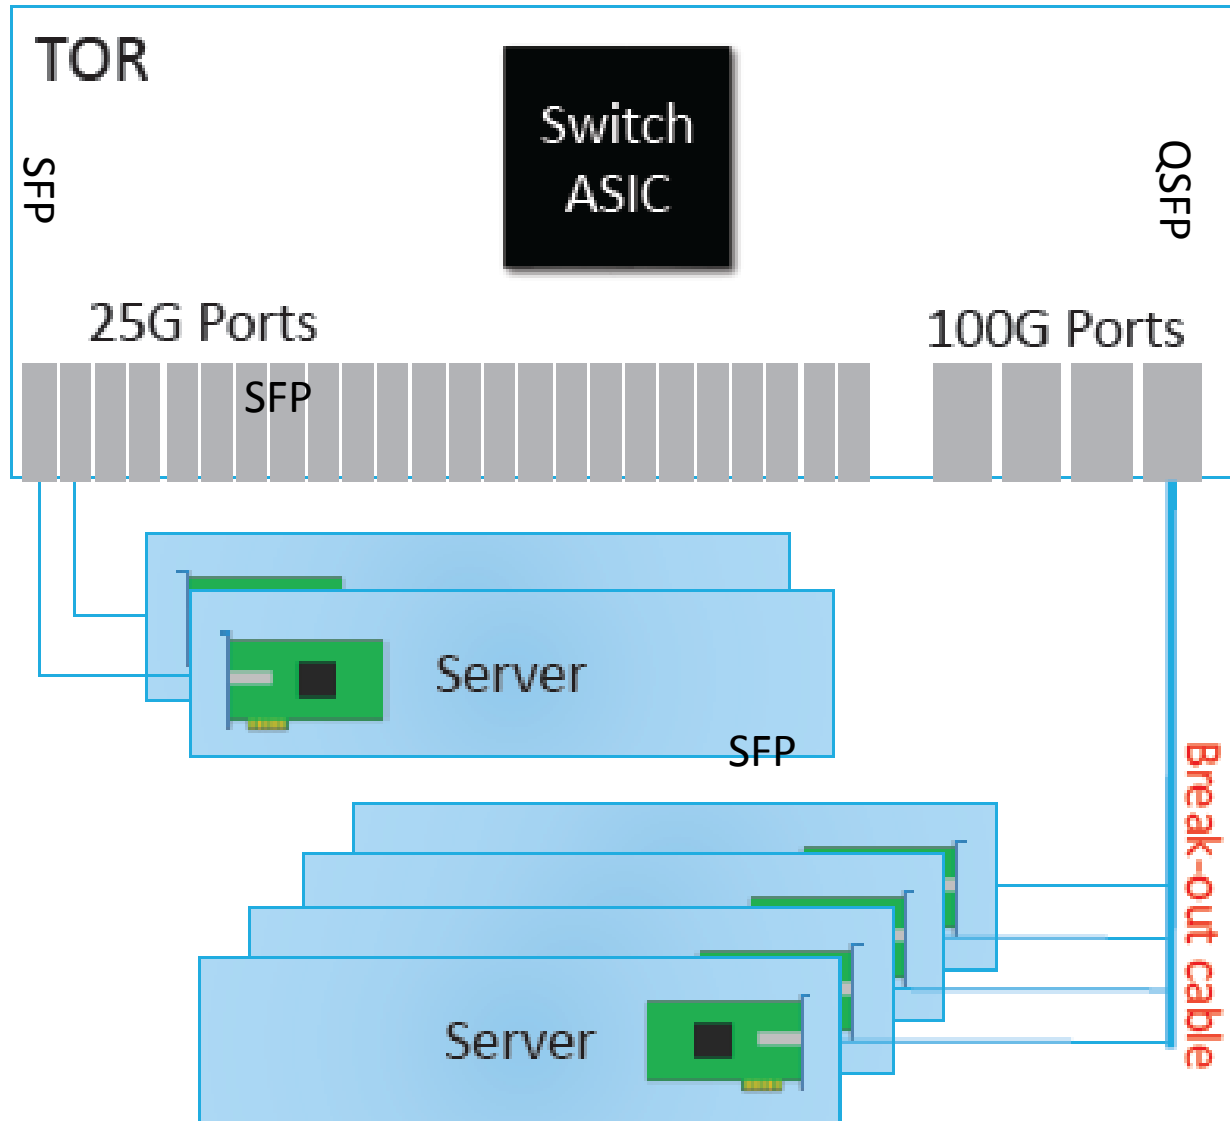 TOR
Switch
ASIC
SFP
QSFP
25G Ports
100G Ports
SFP
Server
SFP
Break-out cable
Server